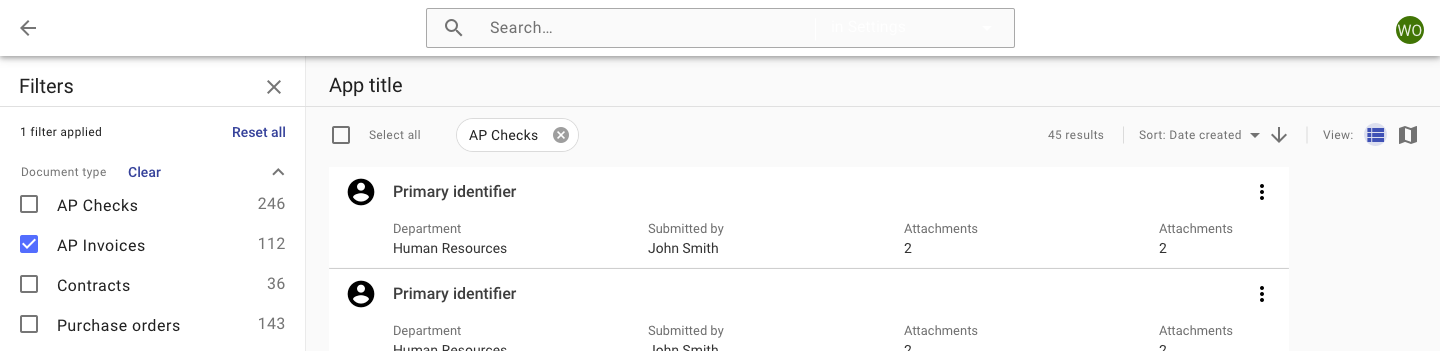 Search…
WO
Filters
App title
1 filter applied
Reset all
Select all
AP Checks
45 results
Sort: Date created
View:
Document type
Clear
AP Checks
246
AP Invoices
112
Contracts
36
Purchase orders
143
Primary identifier
Department
Submitted by
Attachments
Attachments
Human Resources
John Smith
2
2
Primary identifier
Department
Submitted by
Attachments
Attachments
Human Resources
John Smith
2
2